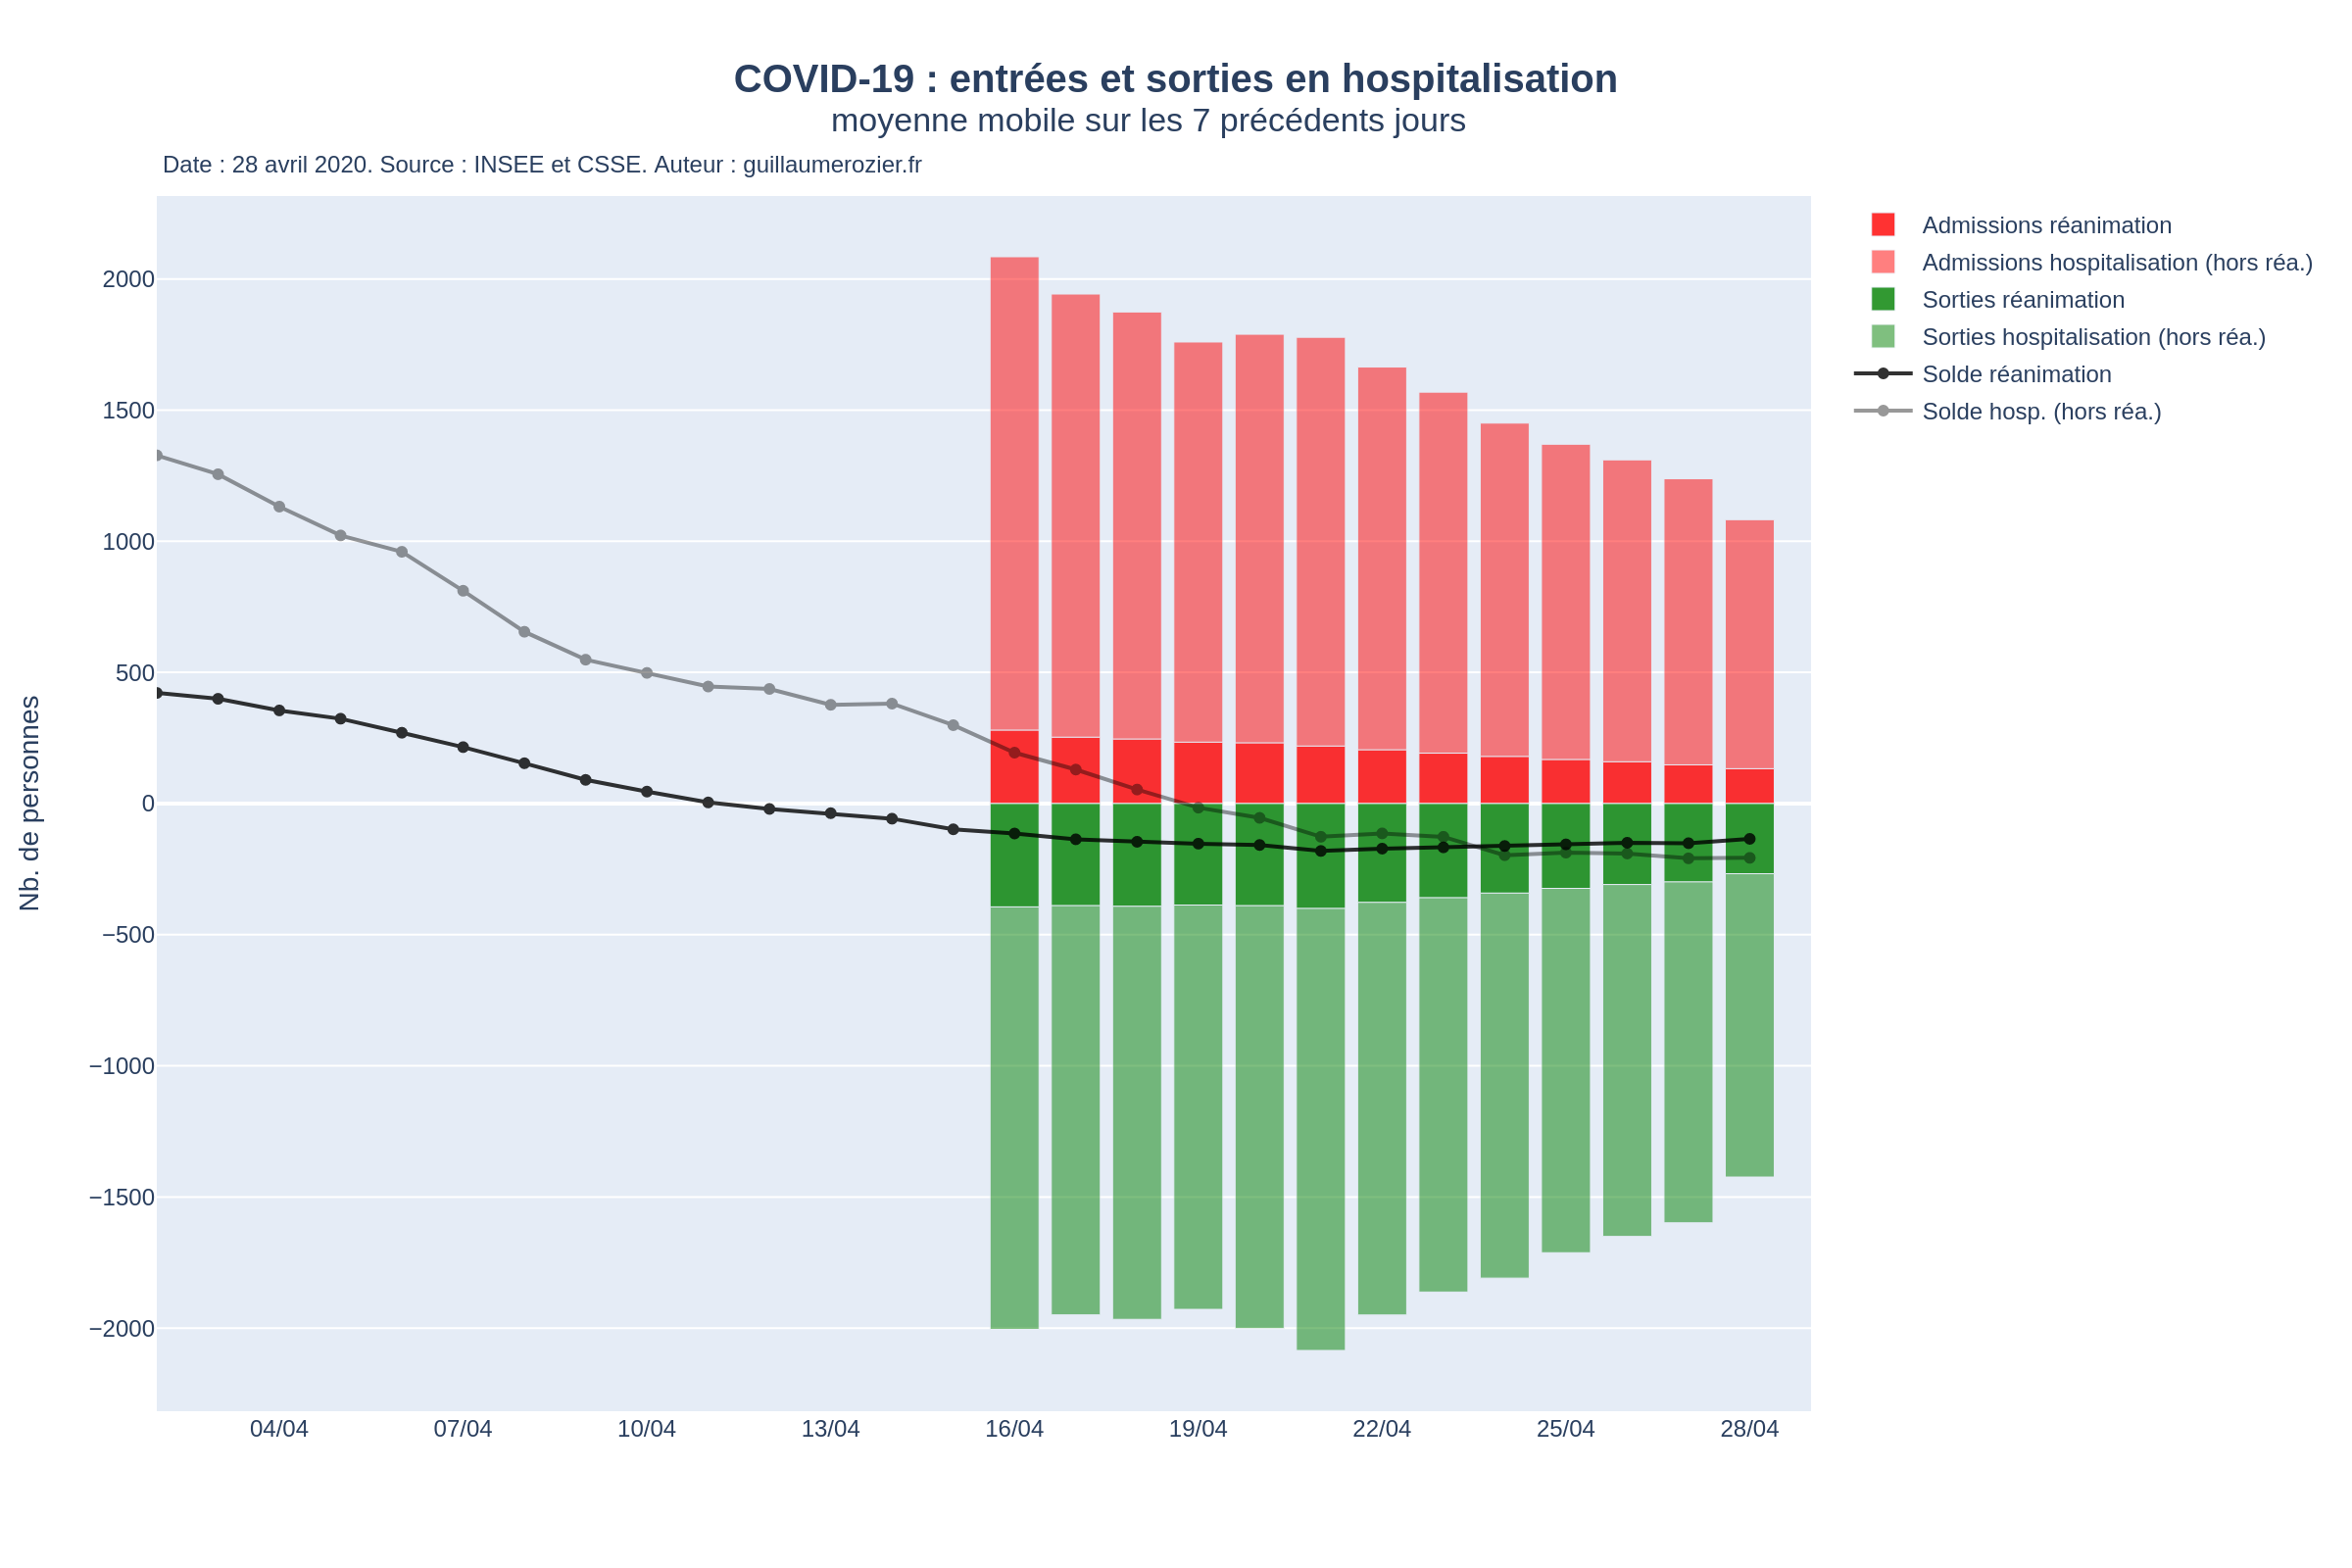 COVID-19 : entrées et sorties en hospitalisation
moyenne mobile sur les 7 précédents jours
Date : 28 avril 2020. Source : INSEE et CSSE. Auteur : guillaumerozier.fr
Admissions réanimation
Admissions hospitalisation (hors réa.)
Sorties réanimation
Sorties hospitalisation (hors réa.)
Solde réanimation
Solde hosp. (hors réa.)
Nb. de personnes
2000
1500
1000
500
0
−500
−1000
−1500
−2000
04/04
07/04
10/04
13/04
16/04
19/04
22/04
25/04
28/04